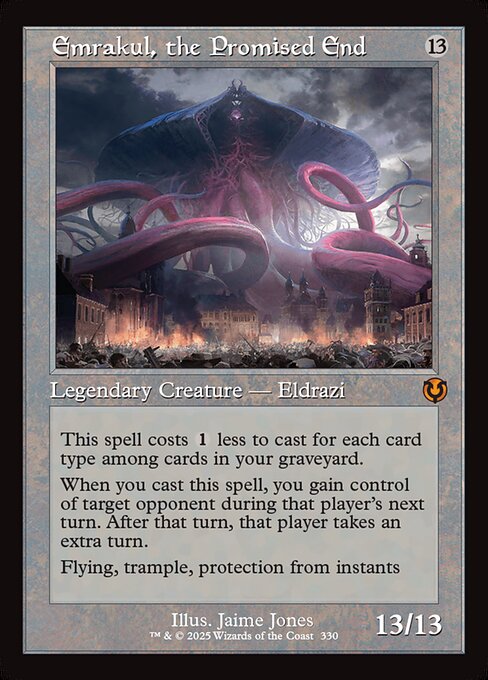 Emrakul, the Promised End 13
Legendary Creature — Eldrazi
This spell costs 1 less to cast for each card
type among cards in your graveyard.
When you cast this spell, you gain control
of target opponent during that player's next
turn. After that turn, that player takes an
extra turn.
Flying, trample, protection from instants
Illus. Jaime Jones
13/13
™ & © 2025 Wizards of the Coast 330